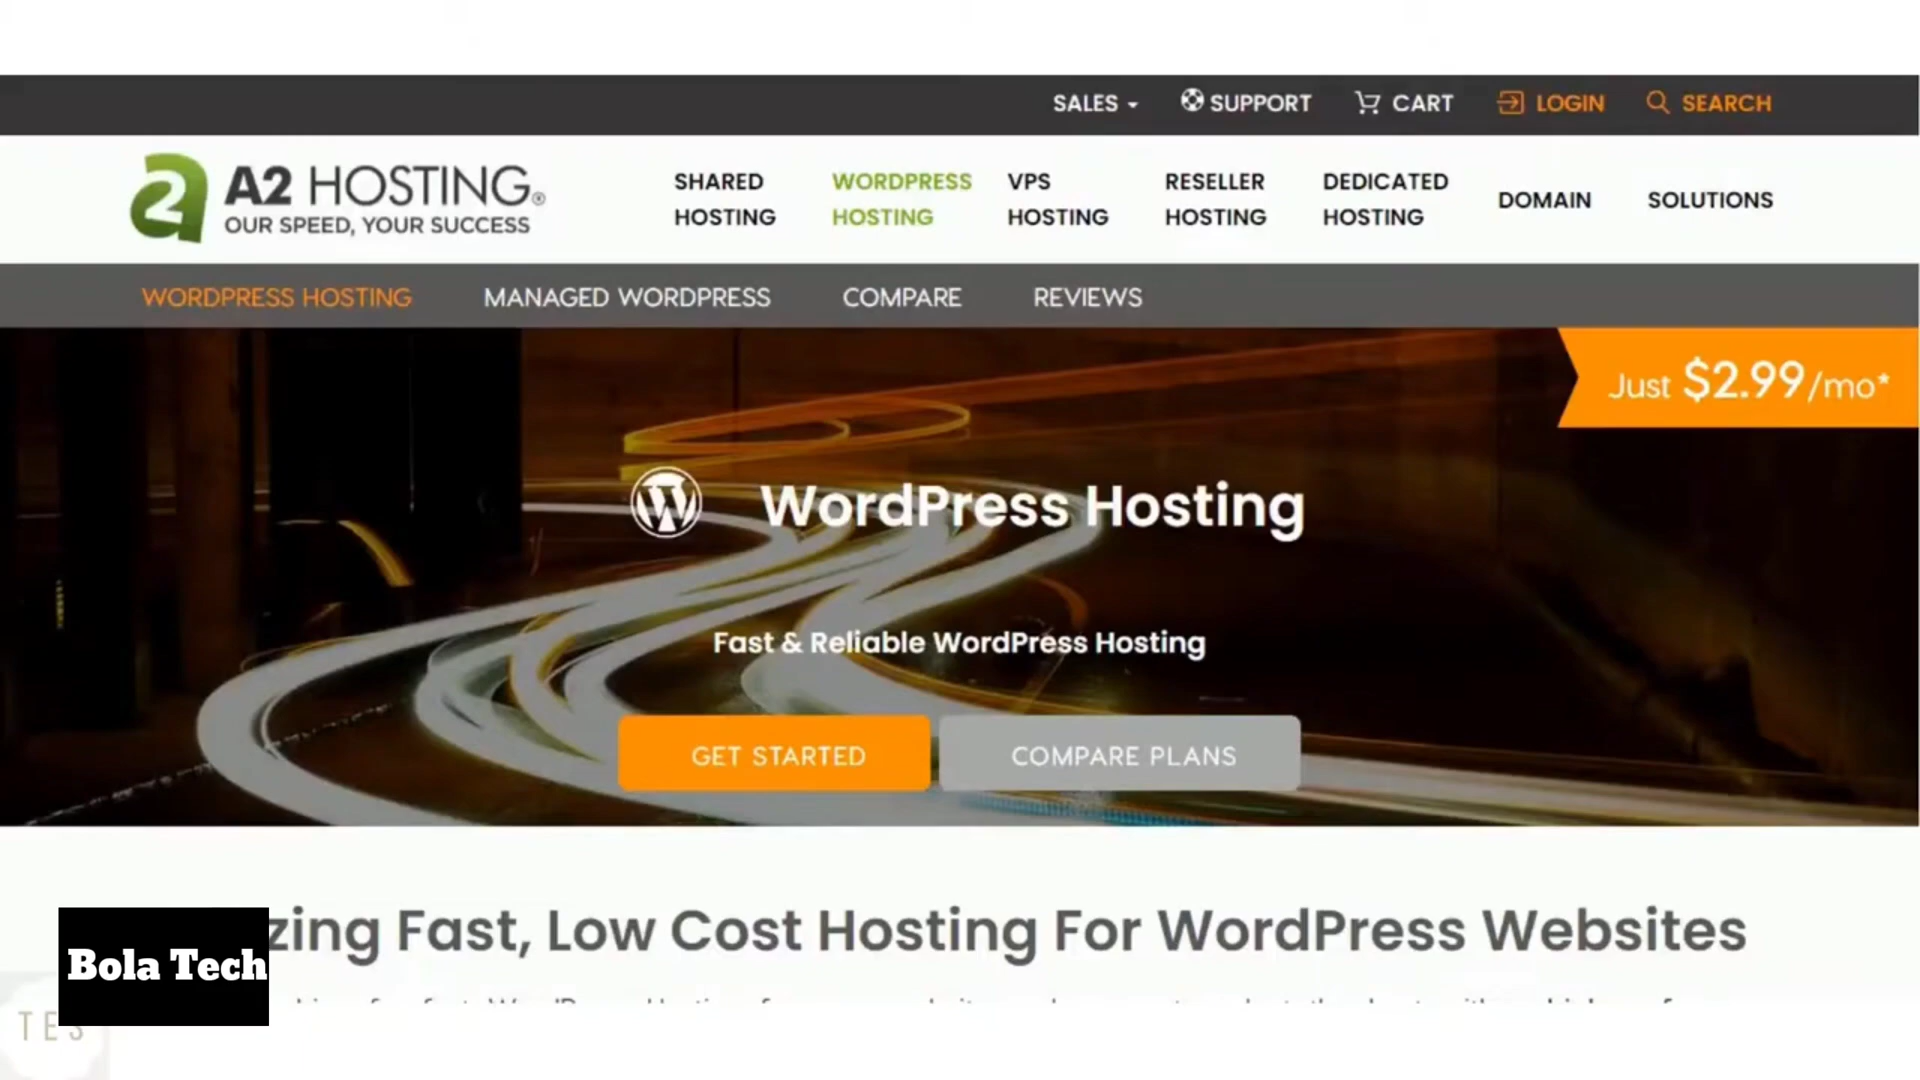 SALES SUPPORT CART LOGIN SEARCH
A2 HOSTING®
OUR SPEED, YOUR SUCCESS
SHARED HOSTING
WORDPRESS HOSTING
VPS HOSTING
RESELLER HOSTING
DEDICATED HOSTING
DOMAIN
SOLUTIONS
WORDPRESS HOSTING MANAGED WORDPRESS COMPARE REVIEWS
Just $2.99/mo*
WordPress Hosting
Fast & Reliable WordPress Hosting
GET STARTED COMPARE PLANS
Fast, Low Cost Hosting For WordPress Websites
Bola Tech
TES